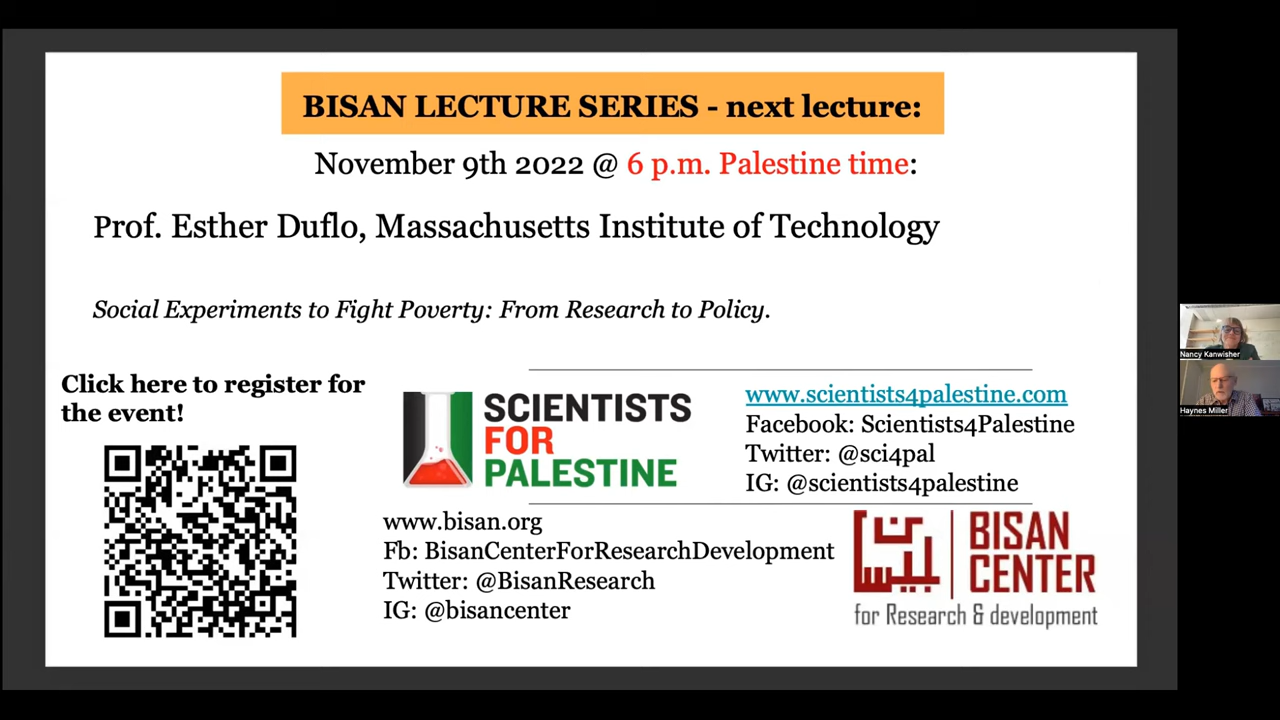 BISAN LECTURE SERIES - next lecture:
November 9th 2022 @ 6 p.m. Palestine time:
Prof. Esther Duflo, Massachusetts Institute of Technology
Social Experiments to Fight Poverty: From Research to Policy.
Click here to register for
the event!
SCIENTISTS
FOR
PALESTINE
www.scientists4palestine.com
Facebook: Scientists4Palestine
Twitter: @sci4pal
IG: @scientists4palestine
www.bisan.org
Fb: BisanCenterForResearchDevelopment
Twitter: @BisanResearch
IG: @bisancenter
بيسان
BISAN
CENTER
for Research & development
Nancy Kanwisher
Haynes Miller